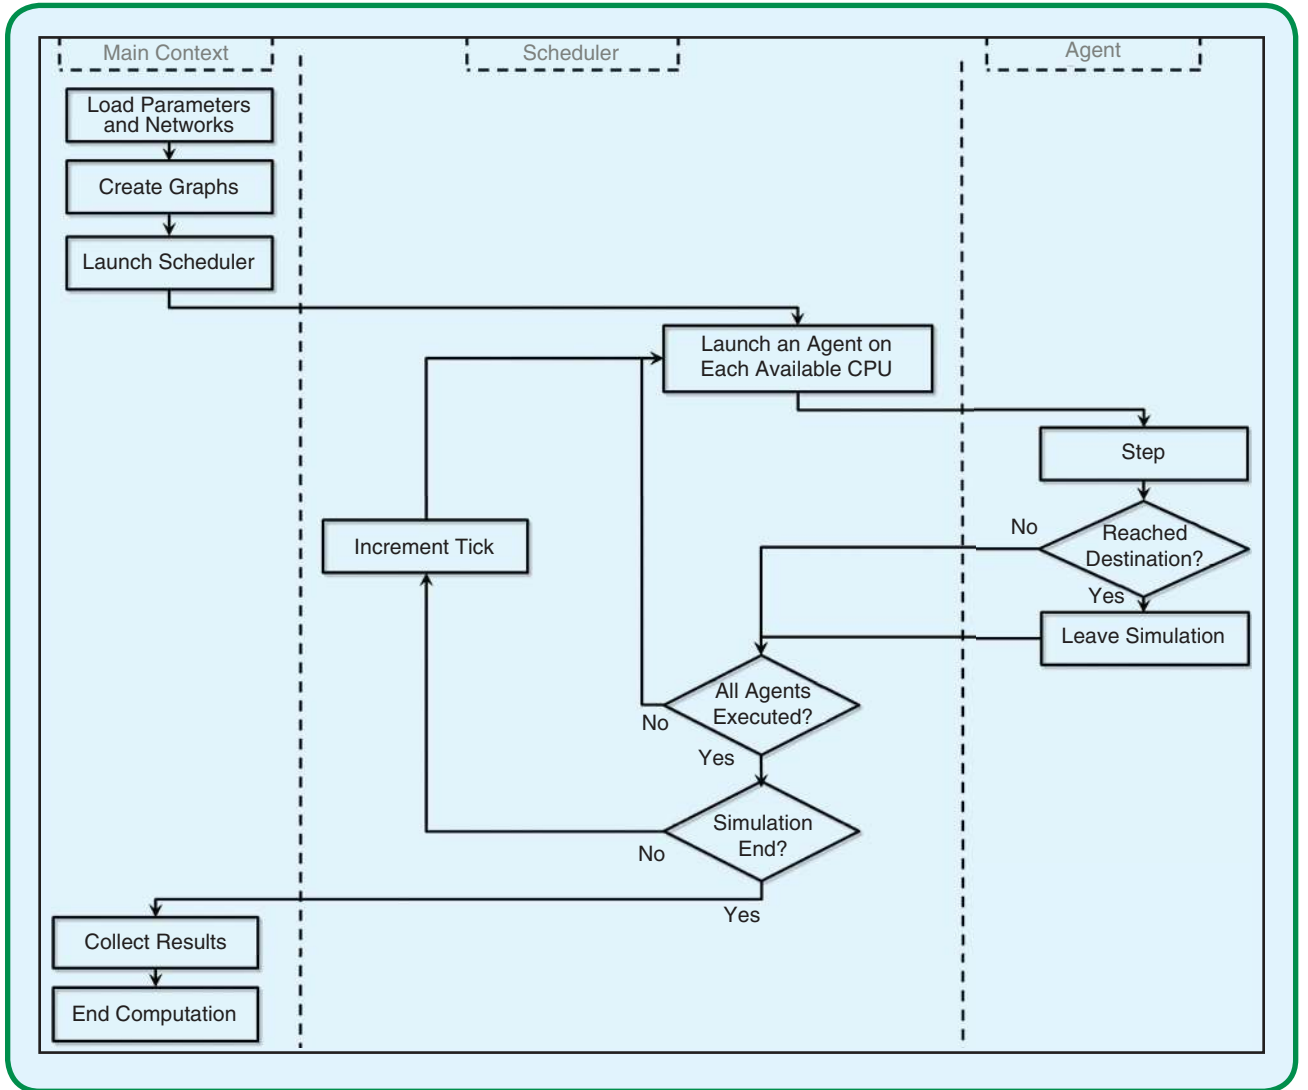 Main Context
Scheduler
Agent
Load Parameters
and Networks
Create Graphs
Launch Scheduler
Launch an Agent on
Each Available CPU
Step
No
Reached
Destination?
Yes
Increment Tick
Leave Simulation
All Agents
Executed?
No
Yes
Simulation
End?
No
Yes
Collect Results
End Computation